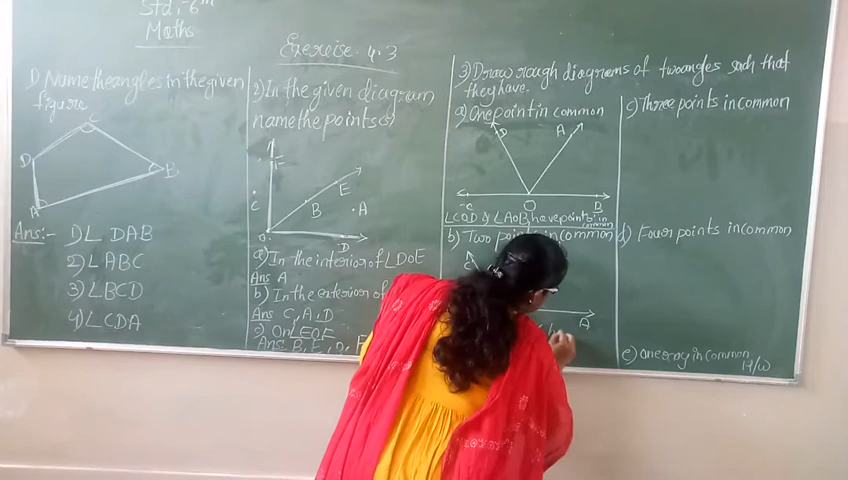 Std:-6th
Maths
Exercise 4.3
1) Name the angles in the given
figure
C
D
B
A
Ans:- 1) ∠ DAB
2) ∠ ABC
3) ∠ BCD
4) ∠ CDA
2) In the given diagram
name the points
F
E
C
B
A
D
a) In the interior of ∠DOE
Ans A
b) In the exterior of
Ans C, A, D
c) On ∠EOF
Ans: B, E, O, F
3) Draw rough diagrams of two angles such that
they have.
a) One point in common
D
A
C
O
B
∠COD & ∠AOB have point 'O' in
common
b) Two points in common
C
A
c) Three points in common
d) Four points in common
e) one ray in common
H/W